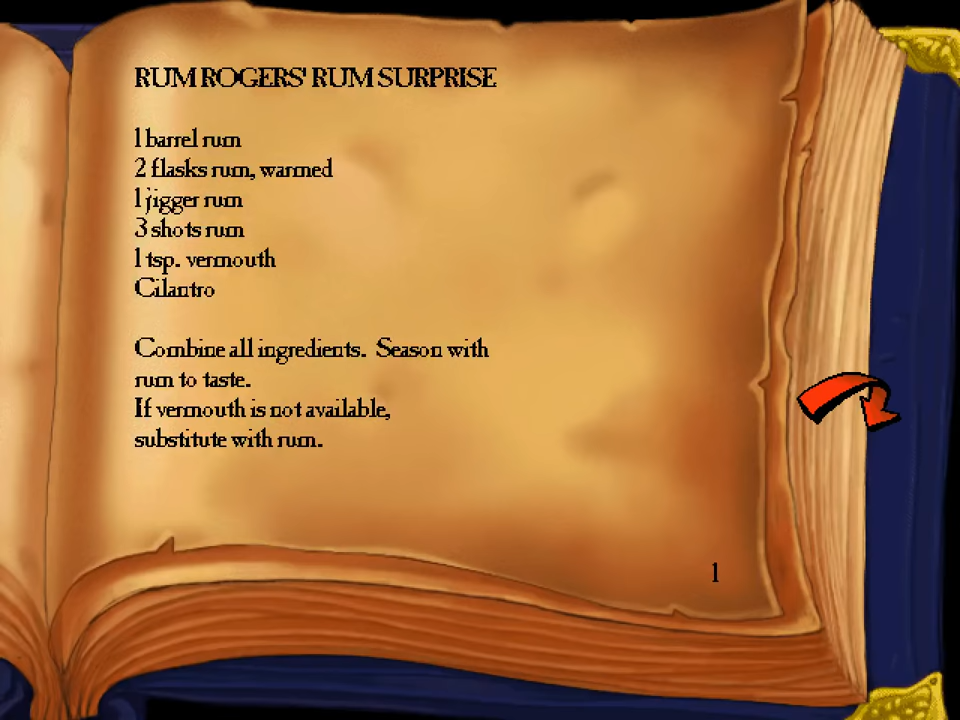 RUM ROGERS' RUM SURPRISE
1 barrel rum
2 flasks rum, warmed
1 jigger rum
3 shots rum
1 tsp. vermouth
Cilantro
Combine all ingredients.  Season with
rum to taste.
If vermouth is not available,
substitute with rum.
1